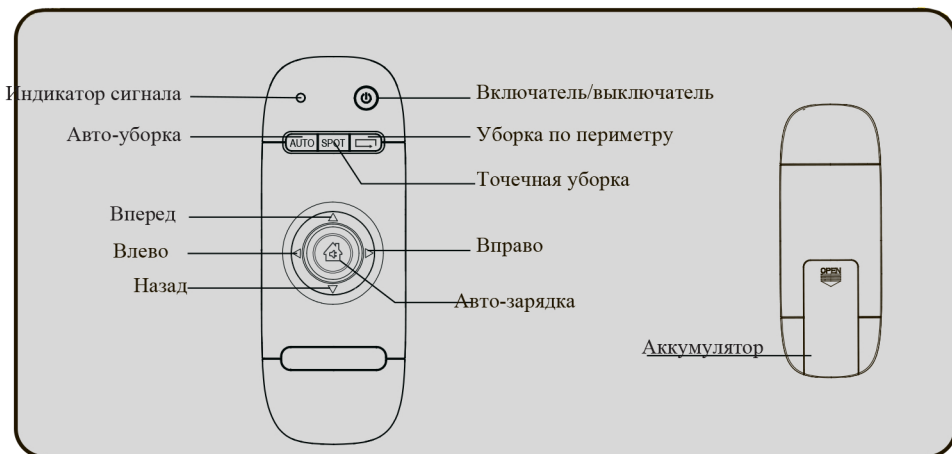 Индикатор сигнала
Включатель/выключатель
Авто-уборка
Уборка по периметру
AUTO
SPOT
Точечная уборка
Вперед
Влево
Вправо
Назад
Авто-зарядка
OPEN
Аккумулятор